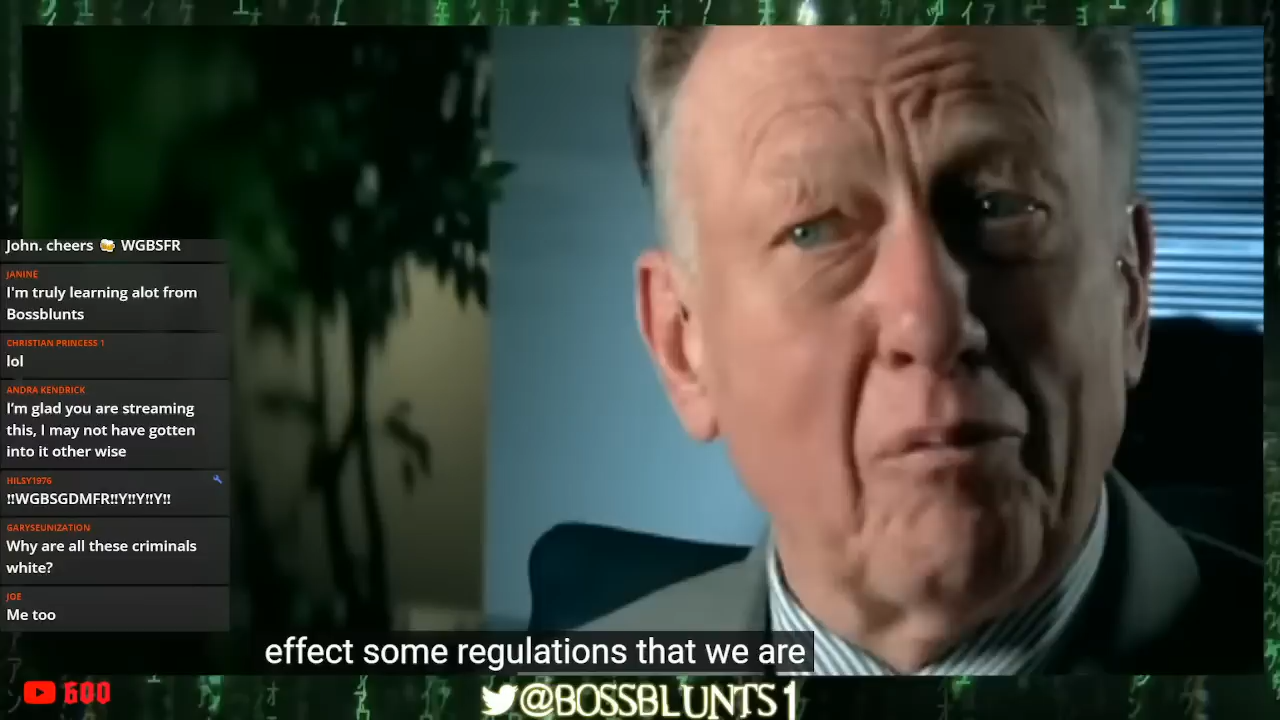 John. cheers 🍻 WGBSFR
JANINE
I'm truly learning alot from
Bossblunts
CHRISTIAN PRINCESS 1
lol
ANDRA KENDRICK
I'm glad you are streaming
this, I may not have gotten
into it other wise
HILSY1976
!!WGBSGDMFR!!Y!!Y!!Y!!
GARYSEUNIZATION
Why are all these criminals
white?
JOE
Me too
effect some regulations that we are
600
@BOSSBLUNTS1